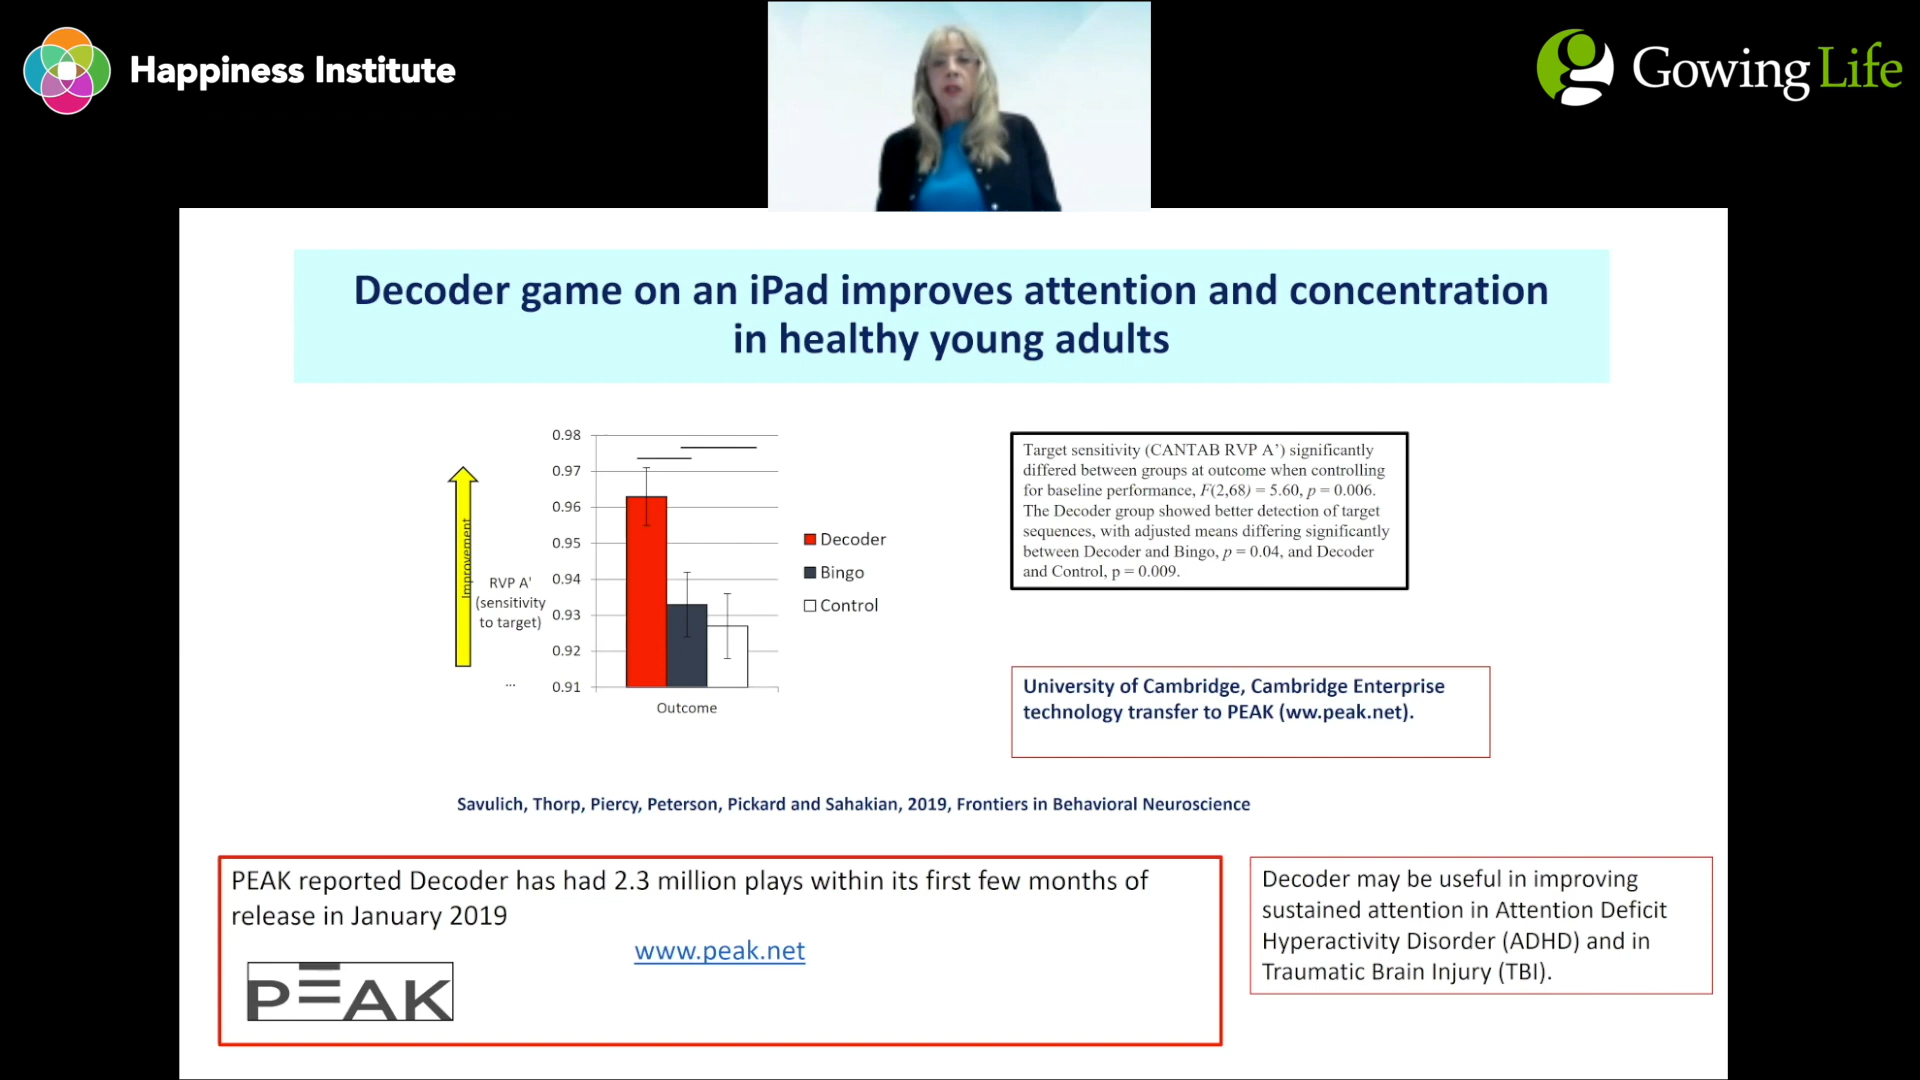 Happiness Institute
Gowing Life
Decoder game on an iPad improves attention and concentration
in healthy young adults
0.98
0.97
0.96
0.95
0.94
0.93
0.92
0.91
Improvement
RVP A'
(sensitivity
to target)
...
Outcome
Decoder
Bingo
Control
Target sensitivity (CANTAB RVP A’) significantly
differed between groups at outcome when controlling
for baseline performance, F(2,68) = 5.60, p = 0.006.
The Decoder group showed better detection of target
sequences, with adjusted means differing significantly
between Decoder and Bingo, p = 0.04, and Decoder
and Control, p = 0.009.
University of Cambridge, Cambridge Enterprise
technology transfer to PEAK (ww.peak.net).
Savulich, Thorp, Piercy, Peterson, Pickard and Sahakian, 2019, Frontiers in Behavioral Neuroscience
PEAK reported Decoder has had 2.3 million plays within its first few months of
release in January 2019
www.peak.net
PEAK
Decoder may be useful in improving
sustained attention in Attention Deficit
Hyperactivity Disorder (ADHD) and in
Traumatic Brain Injury (TBI).